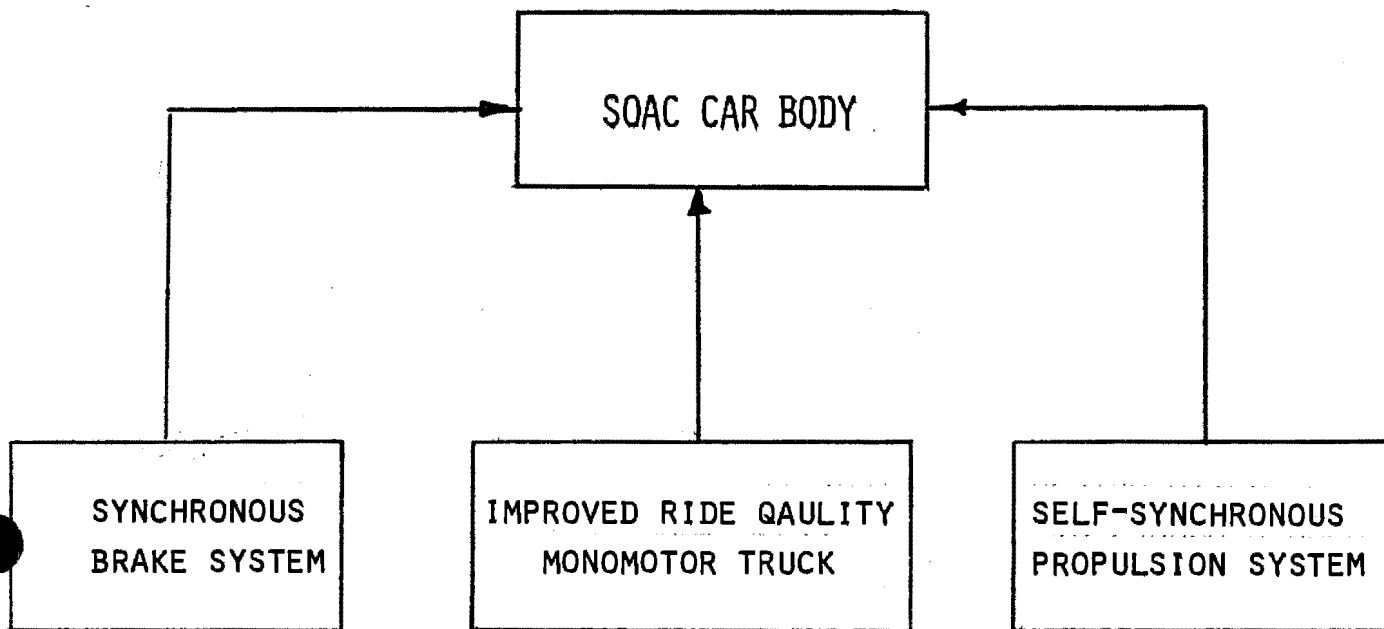 SOAC CAR BODY
SYNCHRONOUS
BRAKE SYSTEM
IMPROVED RIDE QAULITY
MONOMOTOR TRUCK
SELF-SYNCHRONOUS
PROPULSION SYSTEM